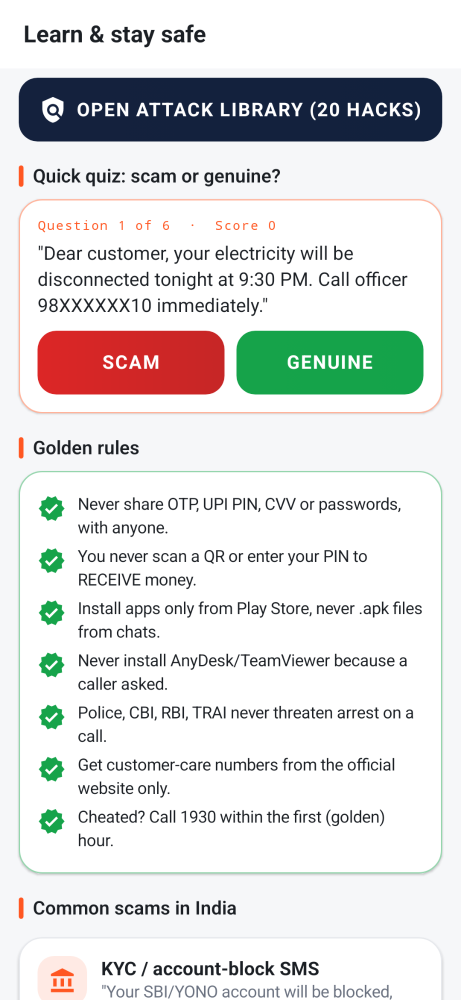 Learn & stay safe
OPEN ATTACK LIBRARY (20 HACKS)
Quick quiz: scam or genuine?
Question 1 of 6 · Score 0
"Dear customer, your electricity will be
disconnected tonight at 9:30 PM. Call officer
98XXXXXX10 immediately."
SCAM
GENUINE
Golden rules
Never share OTP, UPI PIN, CVV or passwords,
with anyone.
You never scan a QR or enter your PIN to
RECEIVE money.
Install apps only from Play Store, never .apk files
from chats.
Never install AnyDesk/TeamViewer because a
caller asked.
Police, CBI, RBI, TRAI never threaten arrest on a
call.
Get customer-care numbers from the official
website only.
Cheated? Call 1930 within the first (golden)
hour.
Common scams in India
KYC / account-block SMS
"Your SBI/YONO account will be blocked,